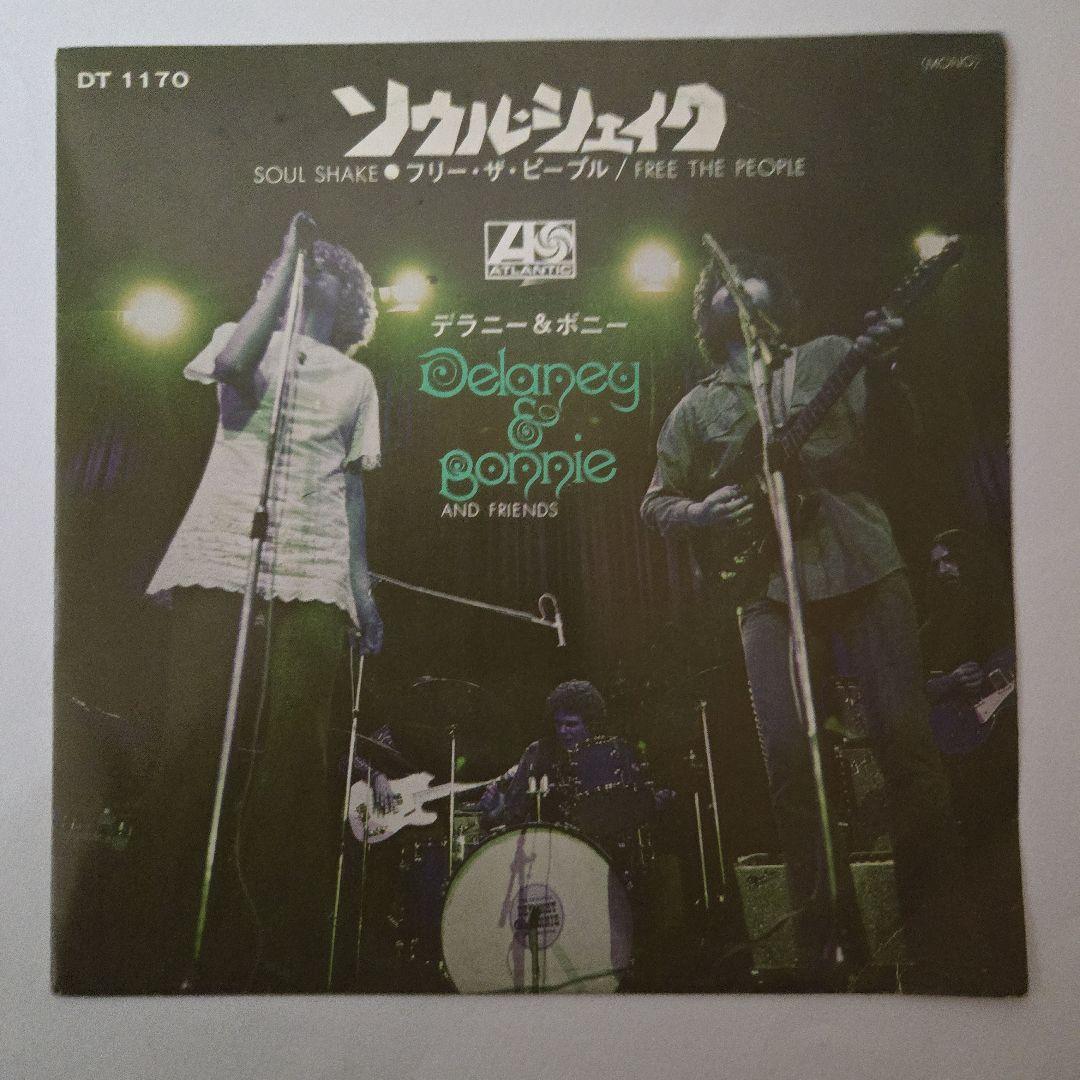 DT 1170
(MONO)
ソウル・シェイク
SOUL SHAKE●フリー・ザ・ピープル / FREE THE PEOPLE
ATLANTIC
デラニー&ボニー
Delaney
&
Bonnie
AND FRIENDS